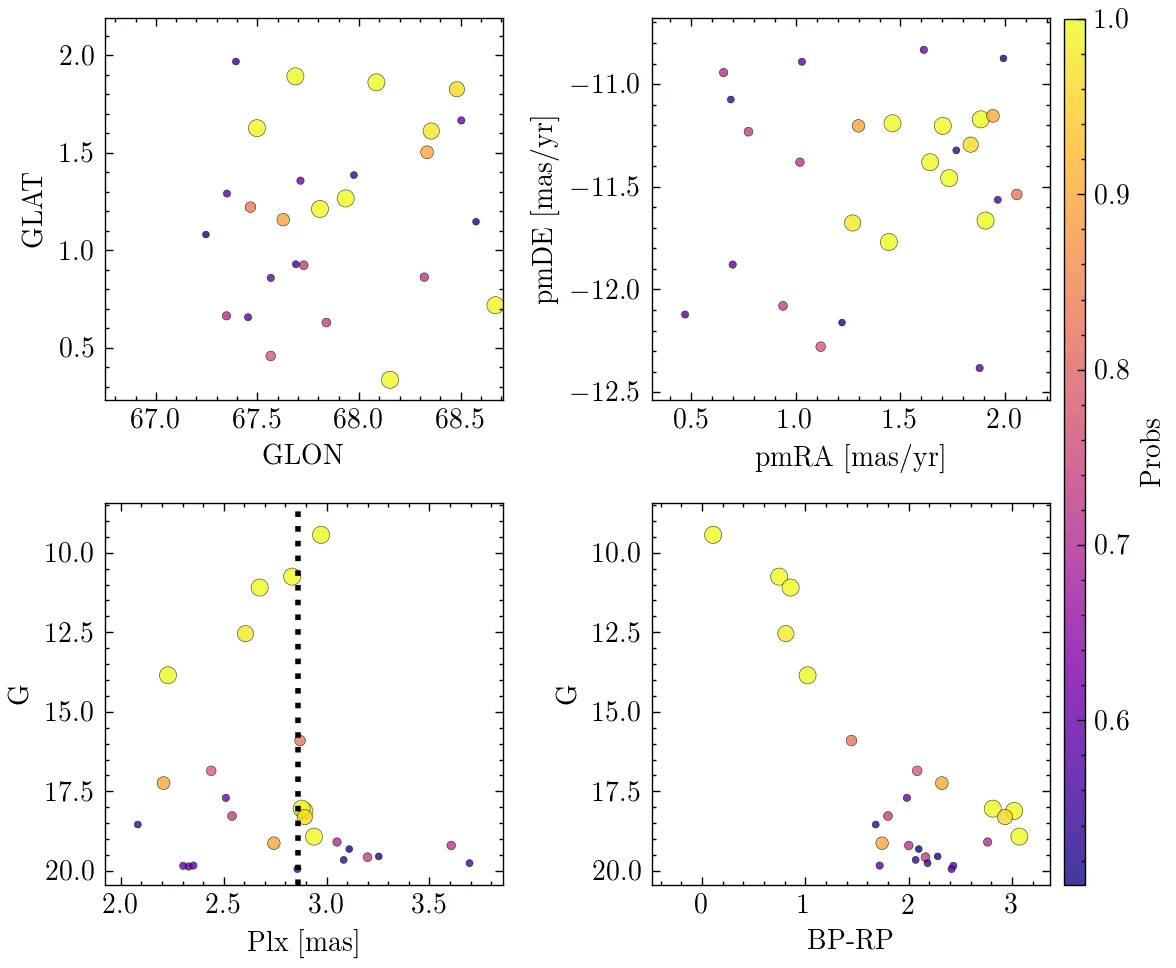 2.0
1.5
1.0
0.5
GLAT
67.0 67.5 68.0 68.5
GLON
−11.0
−11.5
−12.0
−12.5
pmDE [mas/yr]
0.5 1.0 1.5 2.0
pmRA [mas/yr]
1.0
0.9
0.8
0.7
0.6
Probs
10.0
12.5
15.0
17.5
20.0
G
2.0 2.5 3.0 3.5
Plx [mas]
10.0
12.5
15.0
17.5
20.0
G
0 1 2 3
BP-RP